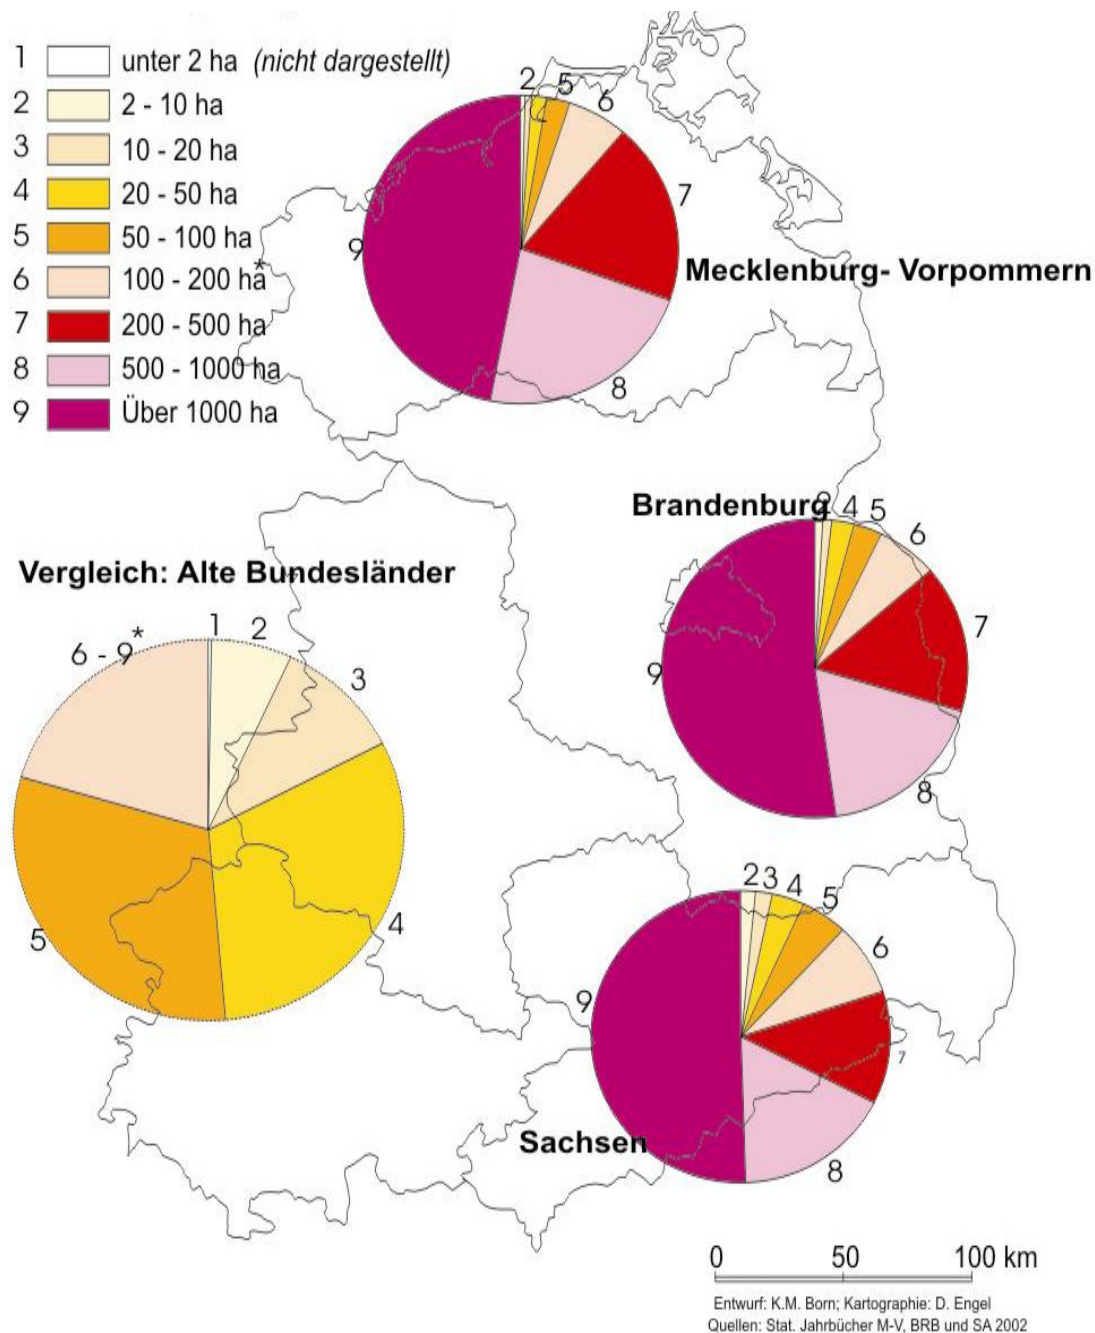 1 unter 2 ha (nicht dargestellt)
2 2 - 10 ha
3 10 - 20 ha
4 20 - 50 ha
5 50 - 100 ha
6 100 - 200 ha*
7 200 - 500 ha
8 500 - 1000 ha
9 Über 1000 ha
2 5 6
7
9
8
Mecklenburg- Vorpommern
Brandenburg
2 4 5
6
7
9
8
Vergleich: Alte Bundesländer
1 2
6 - 9*
3
5
4
2 3 4 5
6
9
7
8
Sachsen
0 50 100 km
Entwurf: K.M. Born; Kartographie: D. Engel
Quellen: Stat. Jahrbücher M-V, BRB und SA 2002